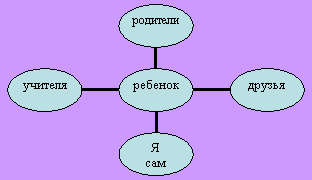 родители
учителя
ребенок
друзья
Я
сам